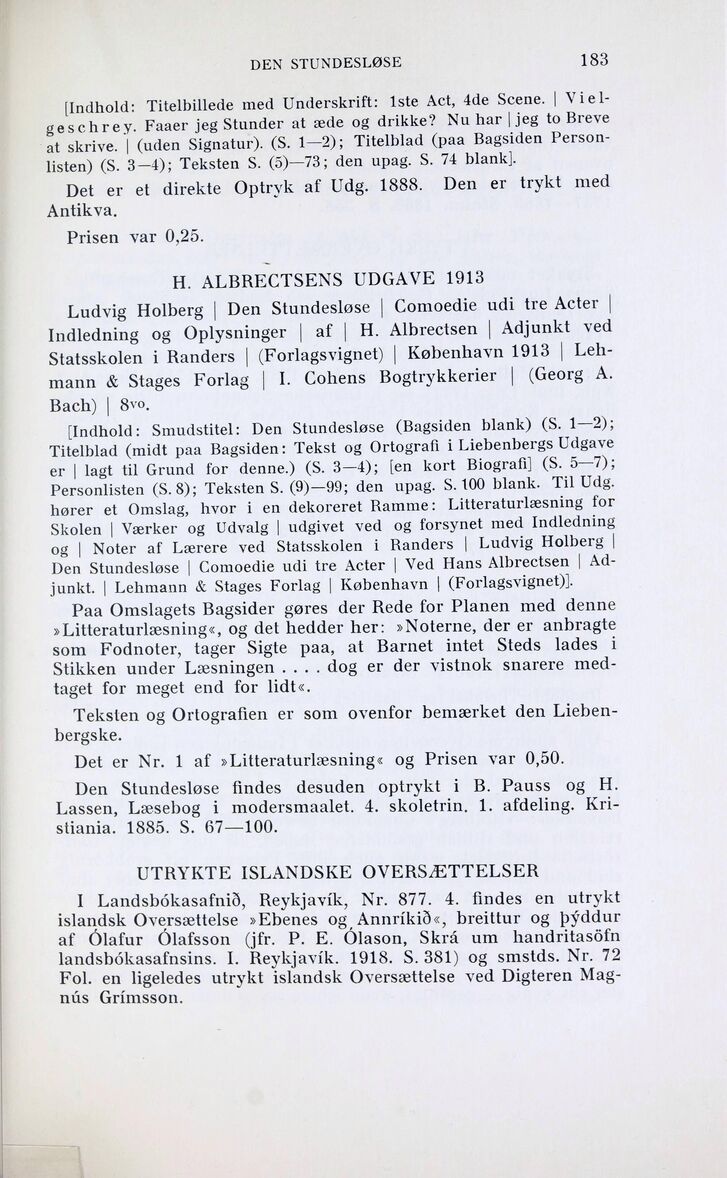 DEN STUNDESLØSE 183
[Indhold: Titelbillede med Underskrift: 1ste Act, 4de Scene. | Viel-
geschrey. Faaer jeg Stunder at æde og drikke? Nu har | jeg to Breve
at skrive. | (uden Signatur). (S. 1—2); Titelblad (paa Bagsiden Person-
listen) (S. 3—4); Teksten S. (5)—73; den upag. S. 74 blank].
Det er et direkte Optryk af Udg. 1888. Den er trykt med
Antikva.
Prisen var 0,25.
H. ALBRECTSENS UDGAVE 1913
Ludvig Holberg | Den Stundesløse | Comoedie udi tre Acter |
Indledning og Oplysninger | af | H. Albrectsen | Adjunkt ved
Statsskolen i Randers | (Forlagsvignet) | København 1913 | Leh-
mann & Stages Forlag | I. Cohens Bogtrykkerier | (Georg A.
Bach) | 8vo.
[Indhold: Smudstitel: Den Stundesløse (Bagsiden blank) (S. 1—2);
Titelblad (midt paa Bagsiden: Tekst og Ortografi i Liebenbergs Udgave
er | lagt til Grund for denne.) (S. 3—4); [en kort Biografi] (S. 5—7);
Personlisten (S. 8); Teksten S. (9)—99; den upag. S. 100 blank. Til Udg.
hører et Omslag, hvor i en dekoreret Ramme: Litteraturlæsning for
Skolen | Værker og Udvalg | udgivet ved og forsynet med Indledning
og | Noter af Lærere ved Statsskolen i Randers | Ludvig Holberg |
Den Stundesløse | Comoedie udi tre Acter | Ved Hans Albrectsen | Ad-
junkt. | Lehmann & Stages Forlag | København | (Forlagsvignet)].
Paa Omslagets Bagsider gøres der Rede for Planen med denne
»Litteraturlæsning«, og det hedder her: »Noterne, der er anbragte
som Fodnoter, tager Sigte paa, at Barnet intet Steds lades i
Stikken under Læsningen . . . . dog er der vistnok snarere med-
taget for meget end for lidt«.
Teksten og Ortografien er som ovenfor bemærket den Lieben-
bergske.
Det er Nr. 1 af »Litteraturlæsning« og Prisen var 0,50.
Den Stundesløse findes desuden optrykt i B. Pauss og H.
Lassen, Læsebog i modersmaalet. 4. skoletrin. 1. afdeling. Kri-
stiania. 1885. S. 67—100.
UTRYKTE ISLANDSKE OVERSÆTTELSER
I Landsbókasafnið, Reykjavík, Nr. 877. 4. findes en utrykt
islandsk Oversættelse »Ebenes og Annríkið«, breittur og þýddur
af Ólafur Ólafsson (jfr. P. E. Ólason, Skrá um handritasöfn
landsbókasafnsins. I. Reykjavík. 1918. S. 381) og smstds. Nr. 72
Fol. en ligeledes utrykt islandsk Oversættelse ved Digteren Mag-
nús Grímsson.